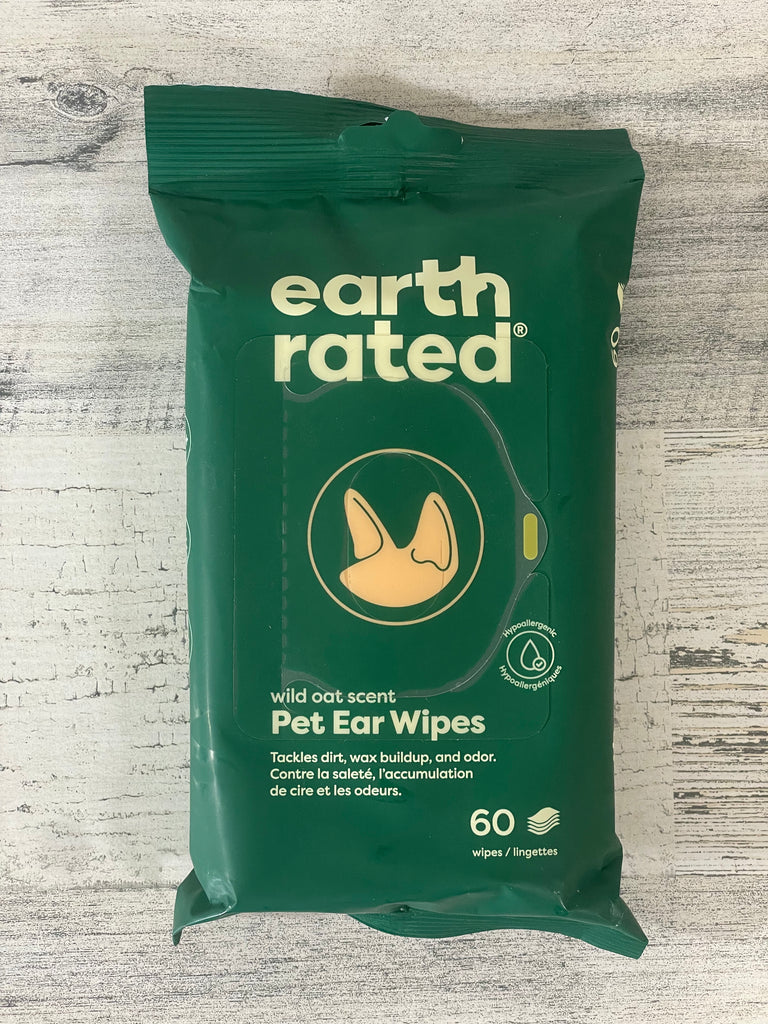 earth
rated®
Hypoallergenic
Hypoallergéniques
wild oat scent
Pet Ear Wipes
Tackles dirt, wax buildup, and odor.
Contre la saleté, l'accumulation
de cire et les odeurs.
60
wipes / lingettes